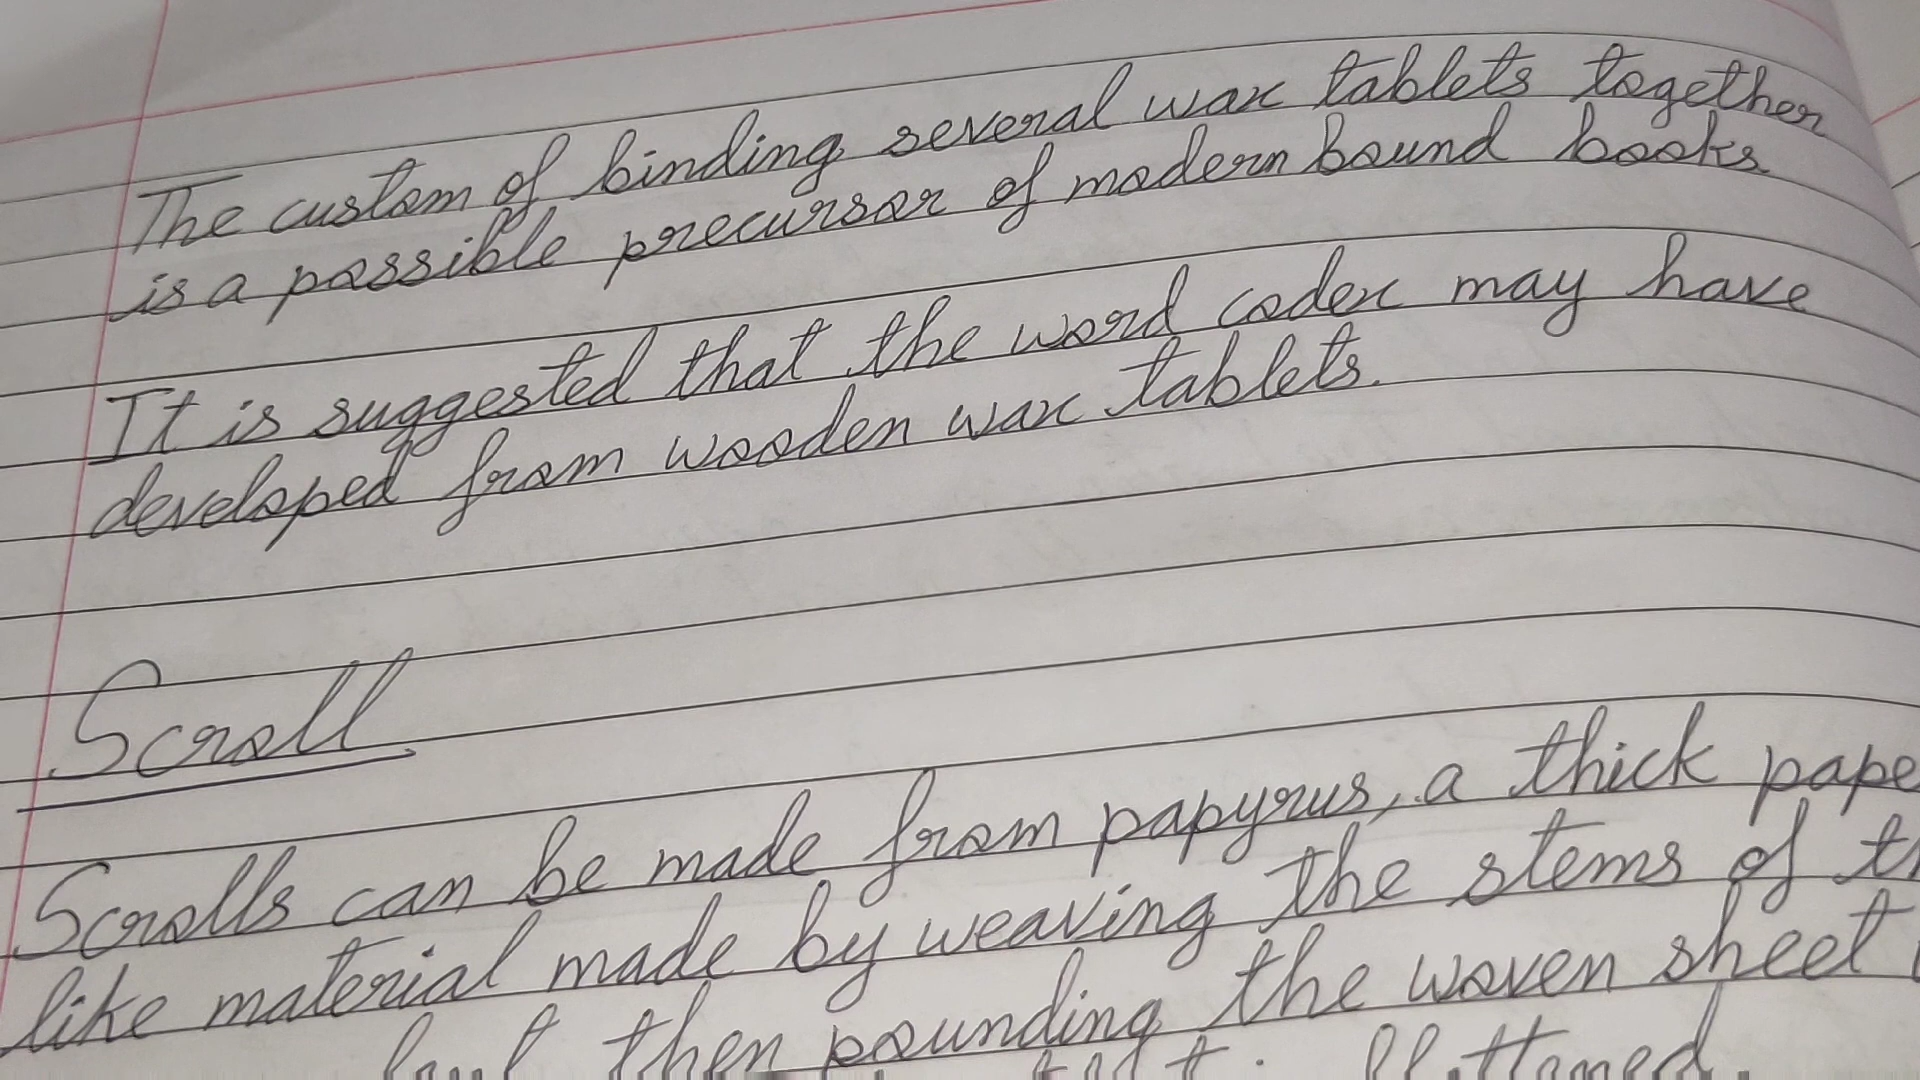 The custom of binding several wax tablets together
is a possible precursor of modern bound books
It is suggested that the word codex may have
developed from wooden wax tablets.
Scroll
Scrolls can be made from papyrus, a thick pape
like material made by weaving the stems of t
then pounding the woven sheet